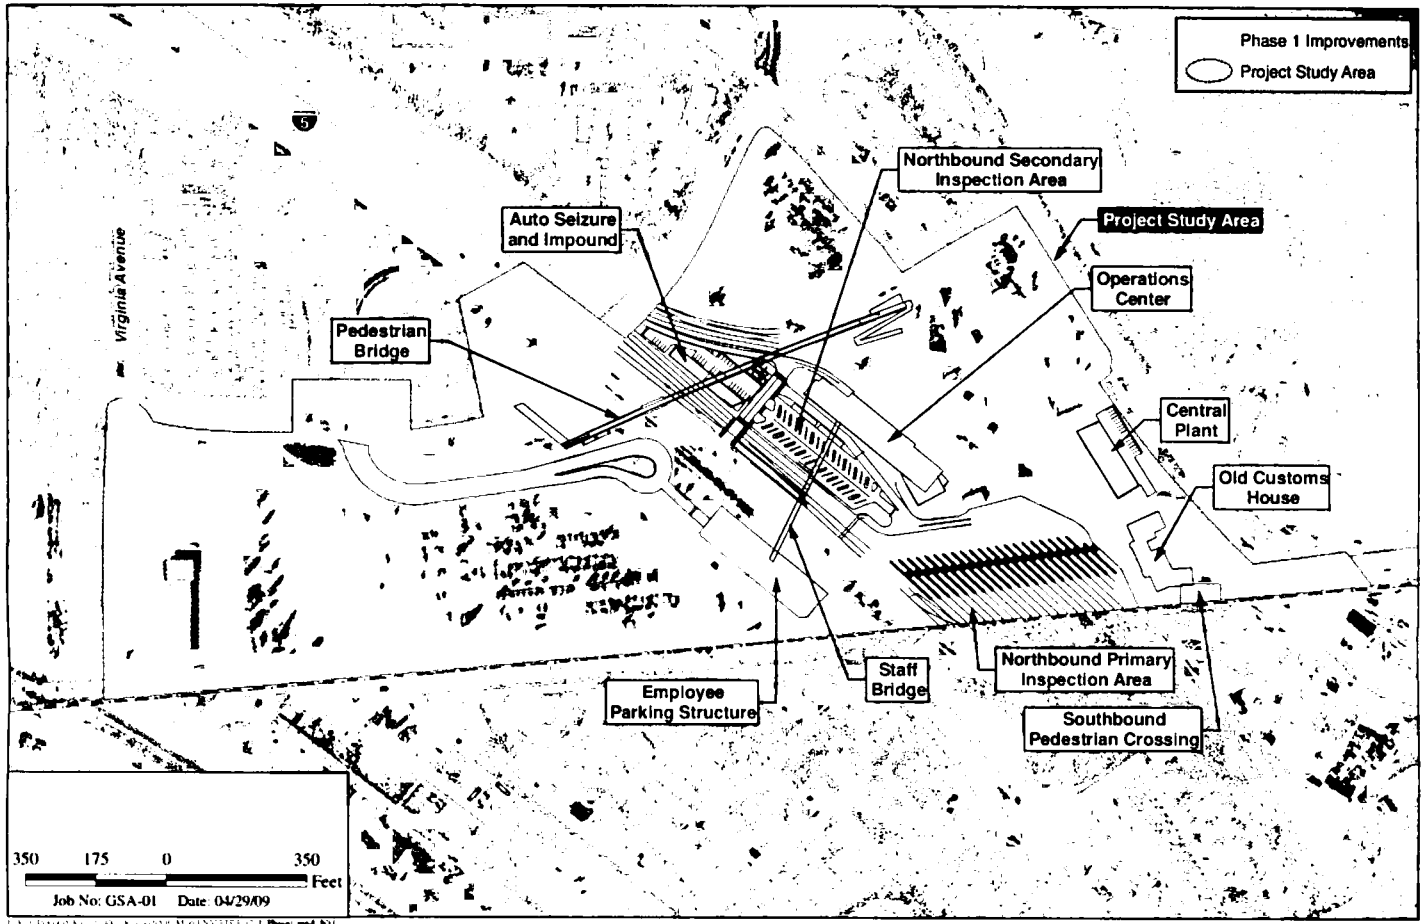 Phase 1 Improvements
Project Study Area
5
Northbound Secondary
Inspection Area
Auto Seizure
and Impound
Project Study Area
Virginia Avenue
Operations
Center
Pedestrian
Bridge
Central
Plant
Old Customs
House
Northbound Primary
Inspection Area
Staff
Bridge
Employee
Parking Structure
Southbound
Pedestrian Crossing
350 175 0 350
Feet
Job No: GSA-01 Date: 04/29/09